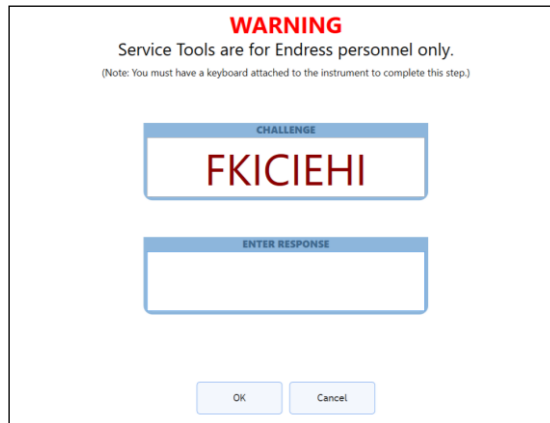 WARNING
Service Tools are for Endress personnel only.
(Note: You must have a keyboard attached to the instrument to complete this step.)
CHALLENGE
FKICIEHI
ENTER RESPONSE
OK
Cancel